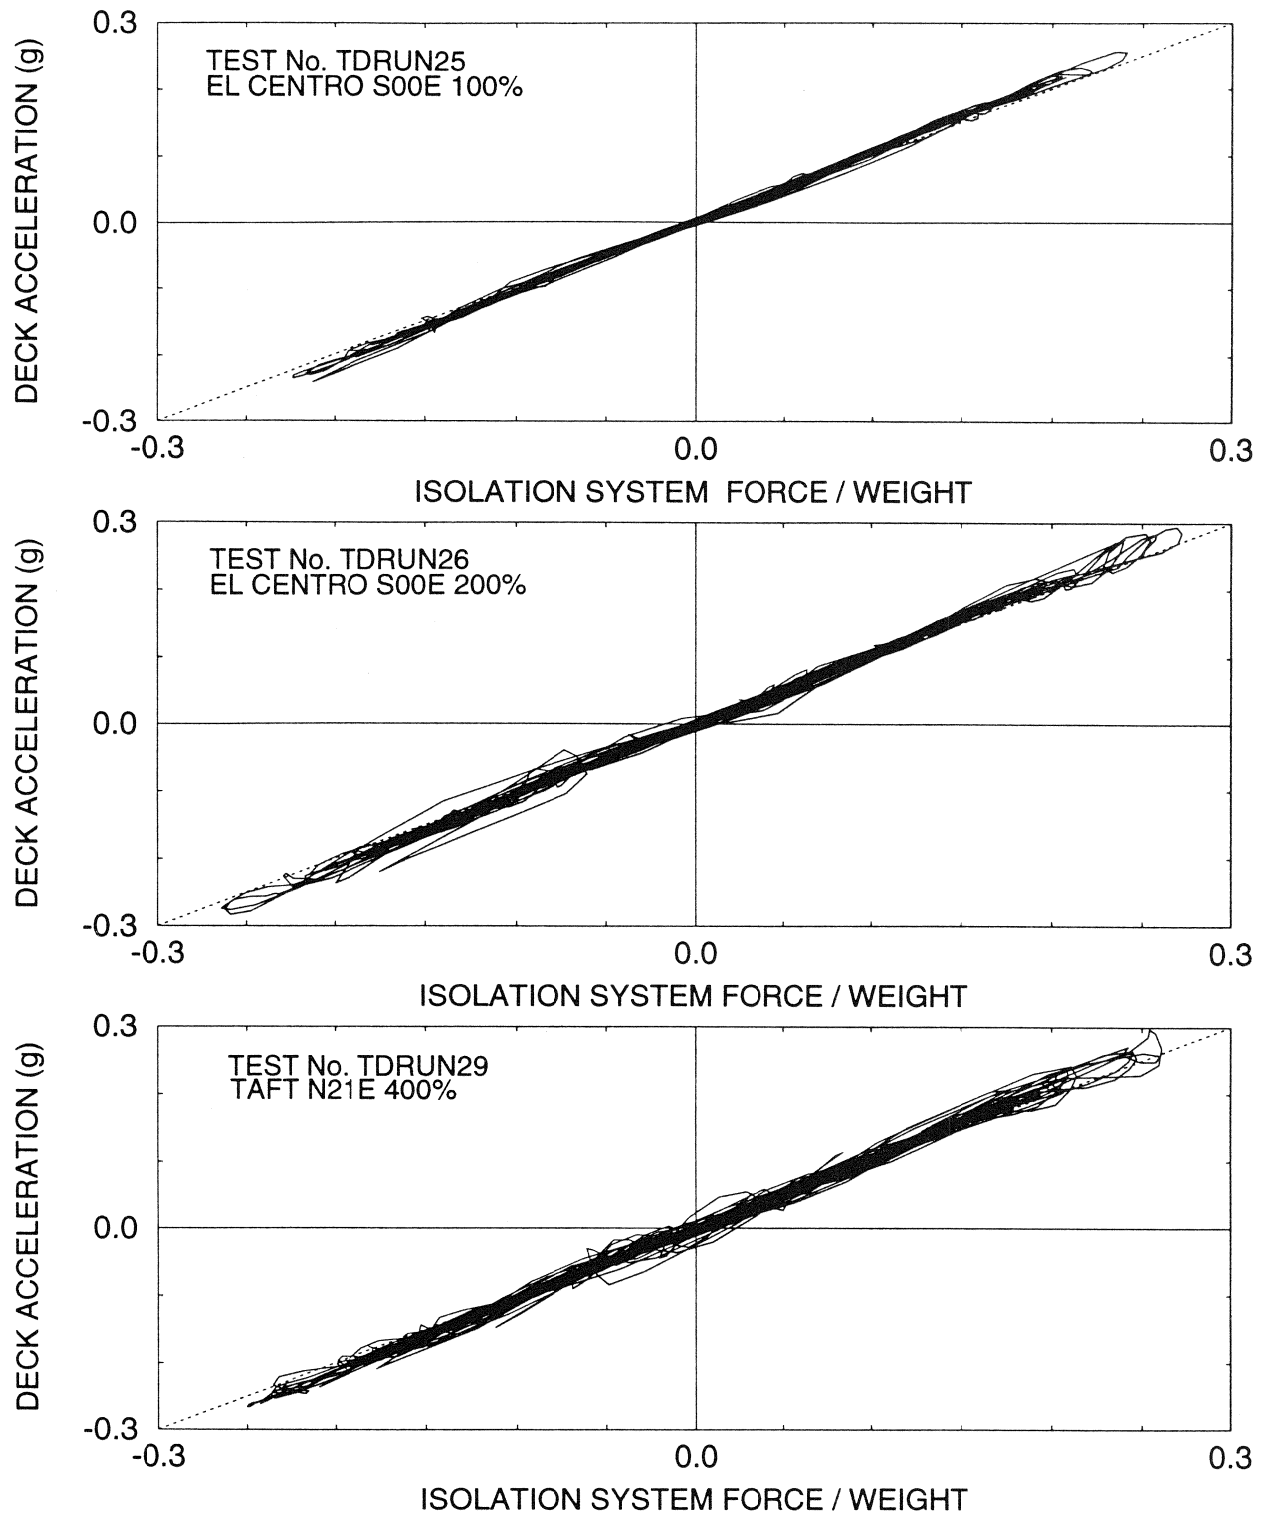 0.3
TEST No. TDRUN25
EL CENTRO S00E 100%
DECK ACCELERATION (g)
0.0
-0.3
-0.3 0.0 0.3
ISOLATION SYSTEM FORCE / WEIGHT
0.3
TEST No. TDRUN26
EL CENTRO S00E 200%
DECK ACCELERATION (g)
0.0
-0.3
-0.3 0.0 0.3
ISOLATION SYSTEM FORCE / WEIGHT
0.3
TEST No. TDRUN29
TAFT N21E 400%
DECK ACCELERATION (g)
0.0
-0.3
-0.3 0.0 0.3
ISOLATION SYSTEM FORCE / WEIGHT